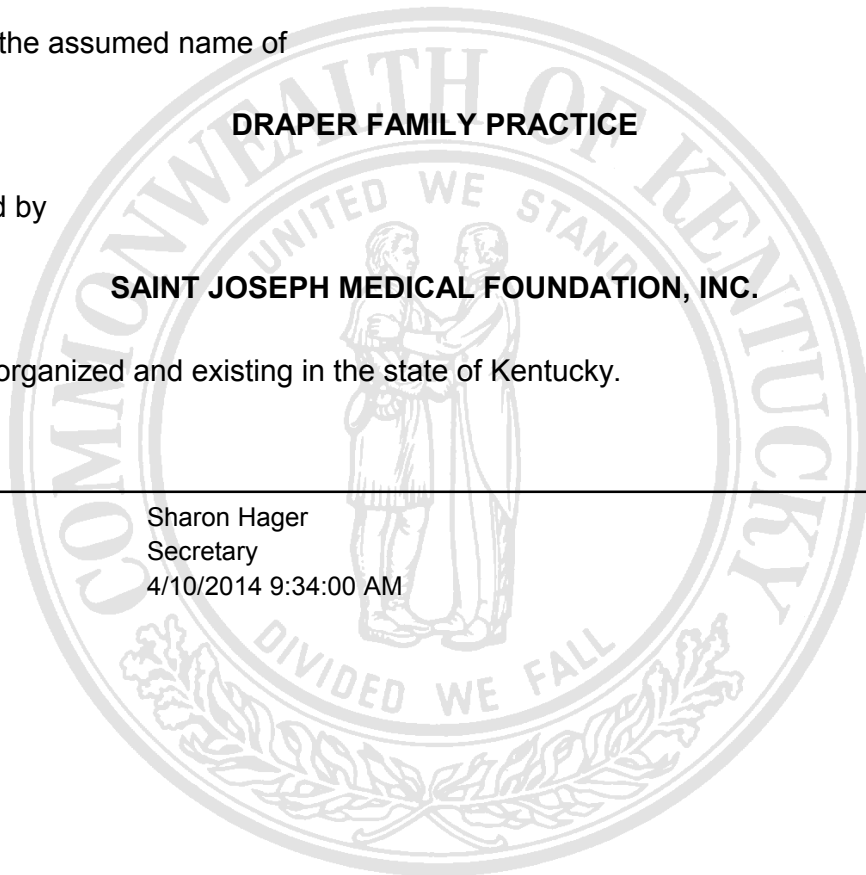 the assumed name of
DRAPER FAMILY PRACTICE
d by
SAINT JOSEPH MEDICAL FOUNDATION, INC.
organized and existing in the state of Kentucky.
Sharon Hager
Secretary
4/10/2014 9:34:00 AM
COMMONWEALTH OF KENTUCKY
UNITED WE STAND
DIVIDED WE FALL